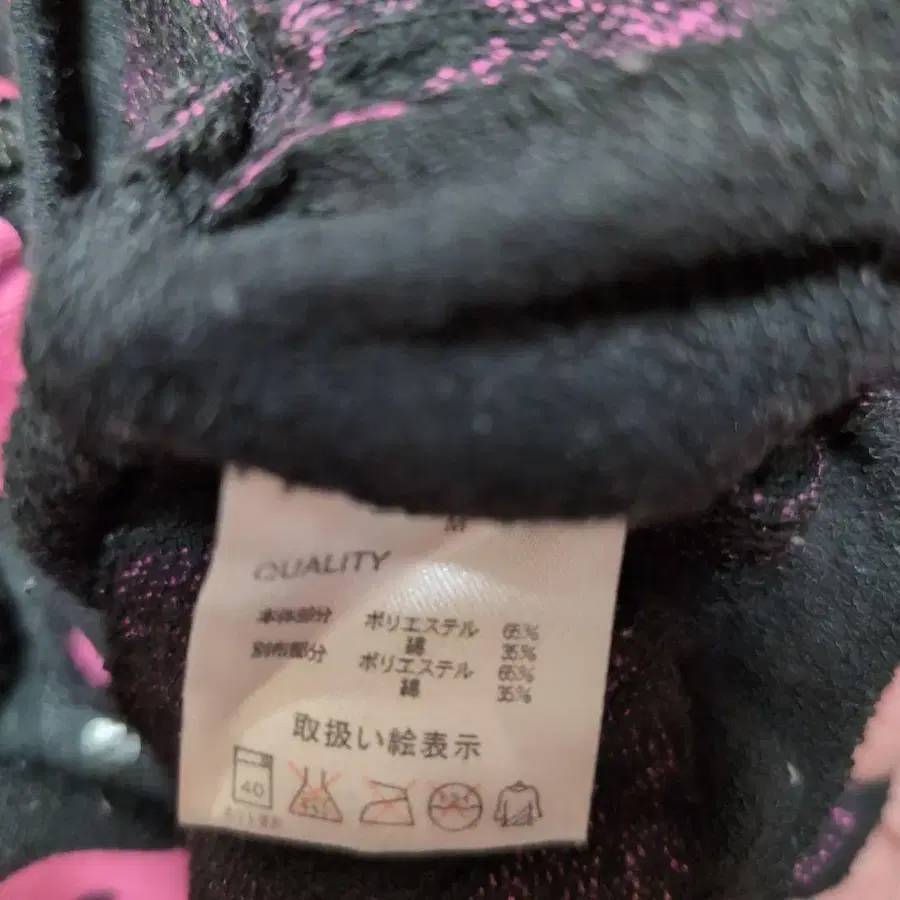 M
QUALITY
本体部分 ポリエステル 65%
綿 35%
別布部分 ポリエステル 65%
綿 35%
取扱い絵表示
40